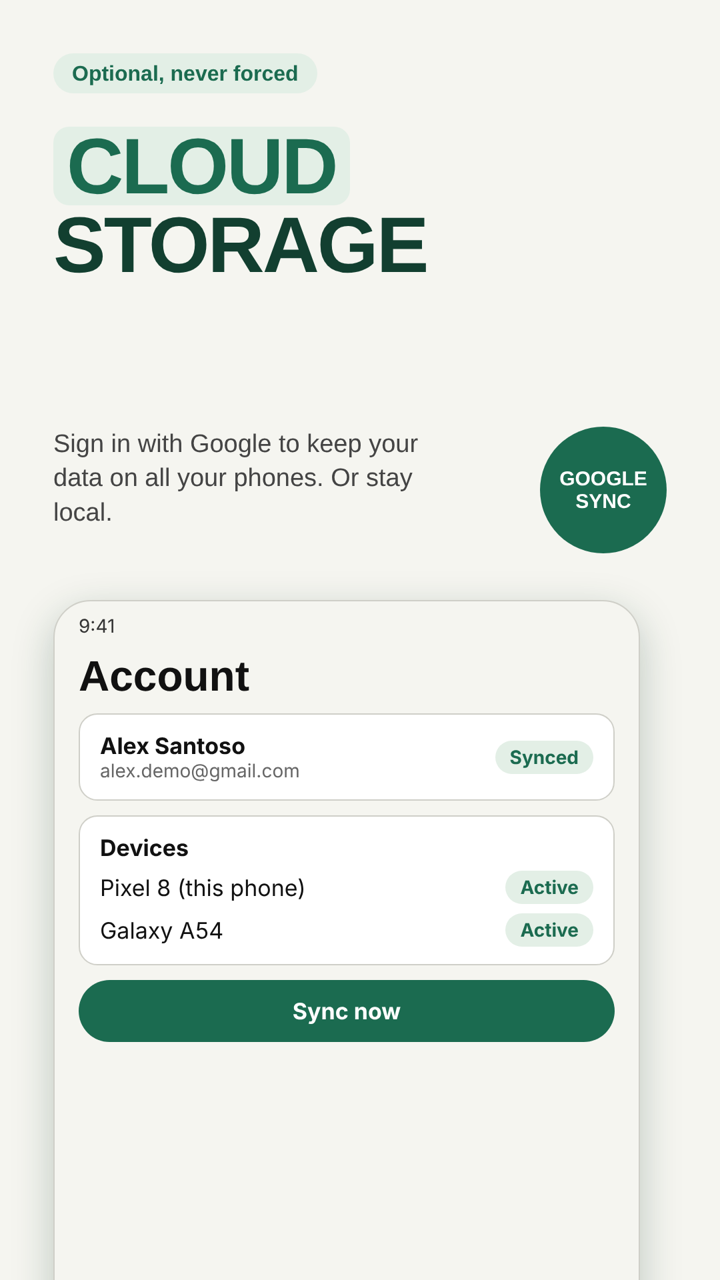 Optional, never forced
CLOUD
STORAGE
Sign in with Google to keep your
data on all your phones. Or stay
local.
GOOGLE
SYNC
9:41
Account
Alex Santoso
alex.demo@gmail.com
Synced
Devices
Pixel 8 (this phone)
Active
Galaxy A54
Active
Sync now